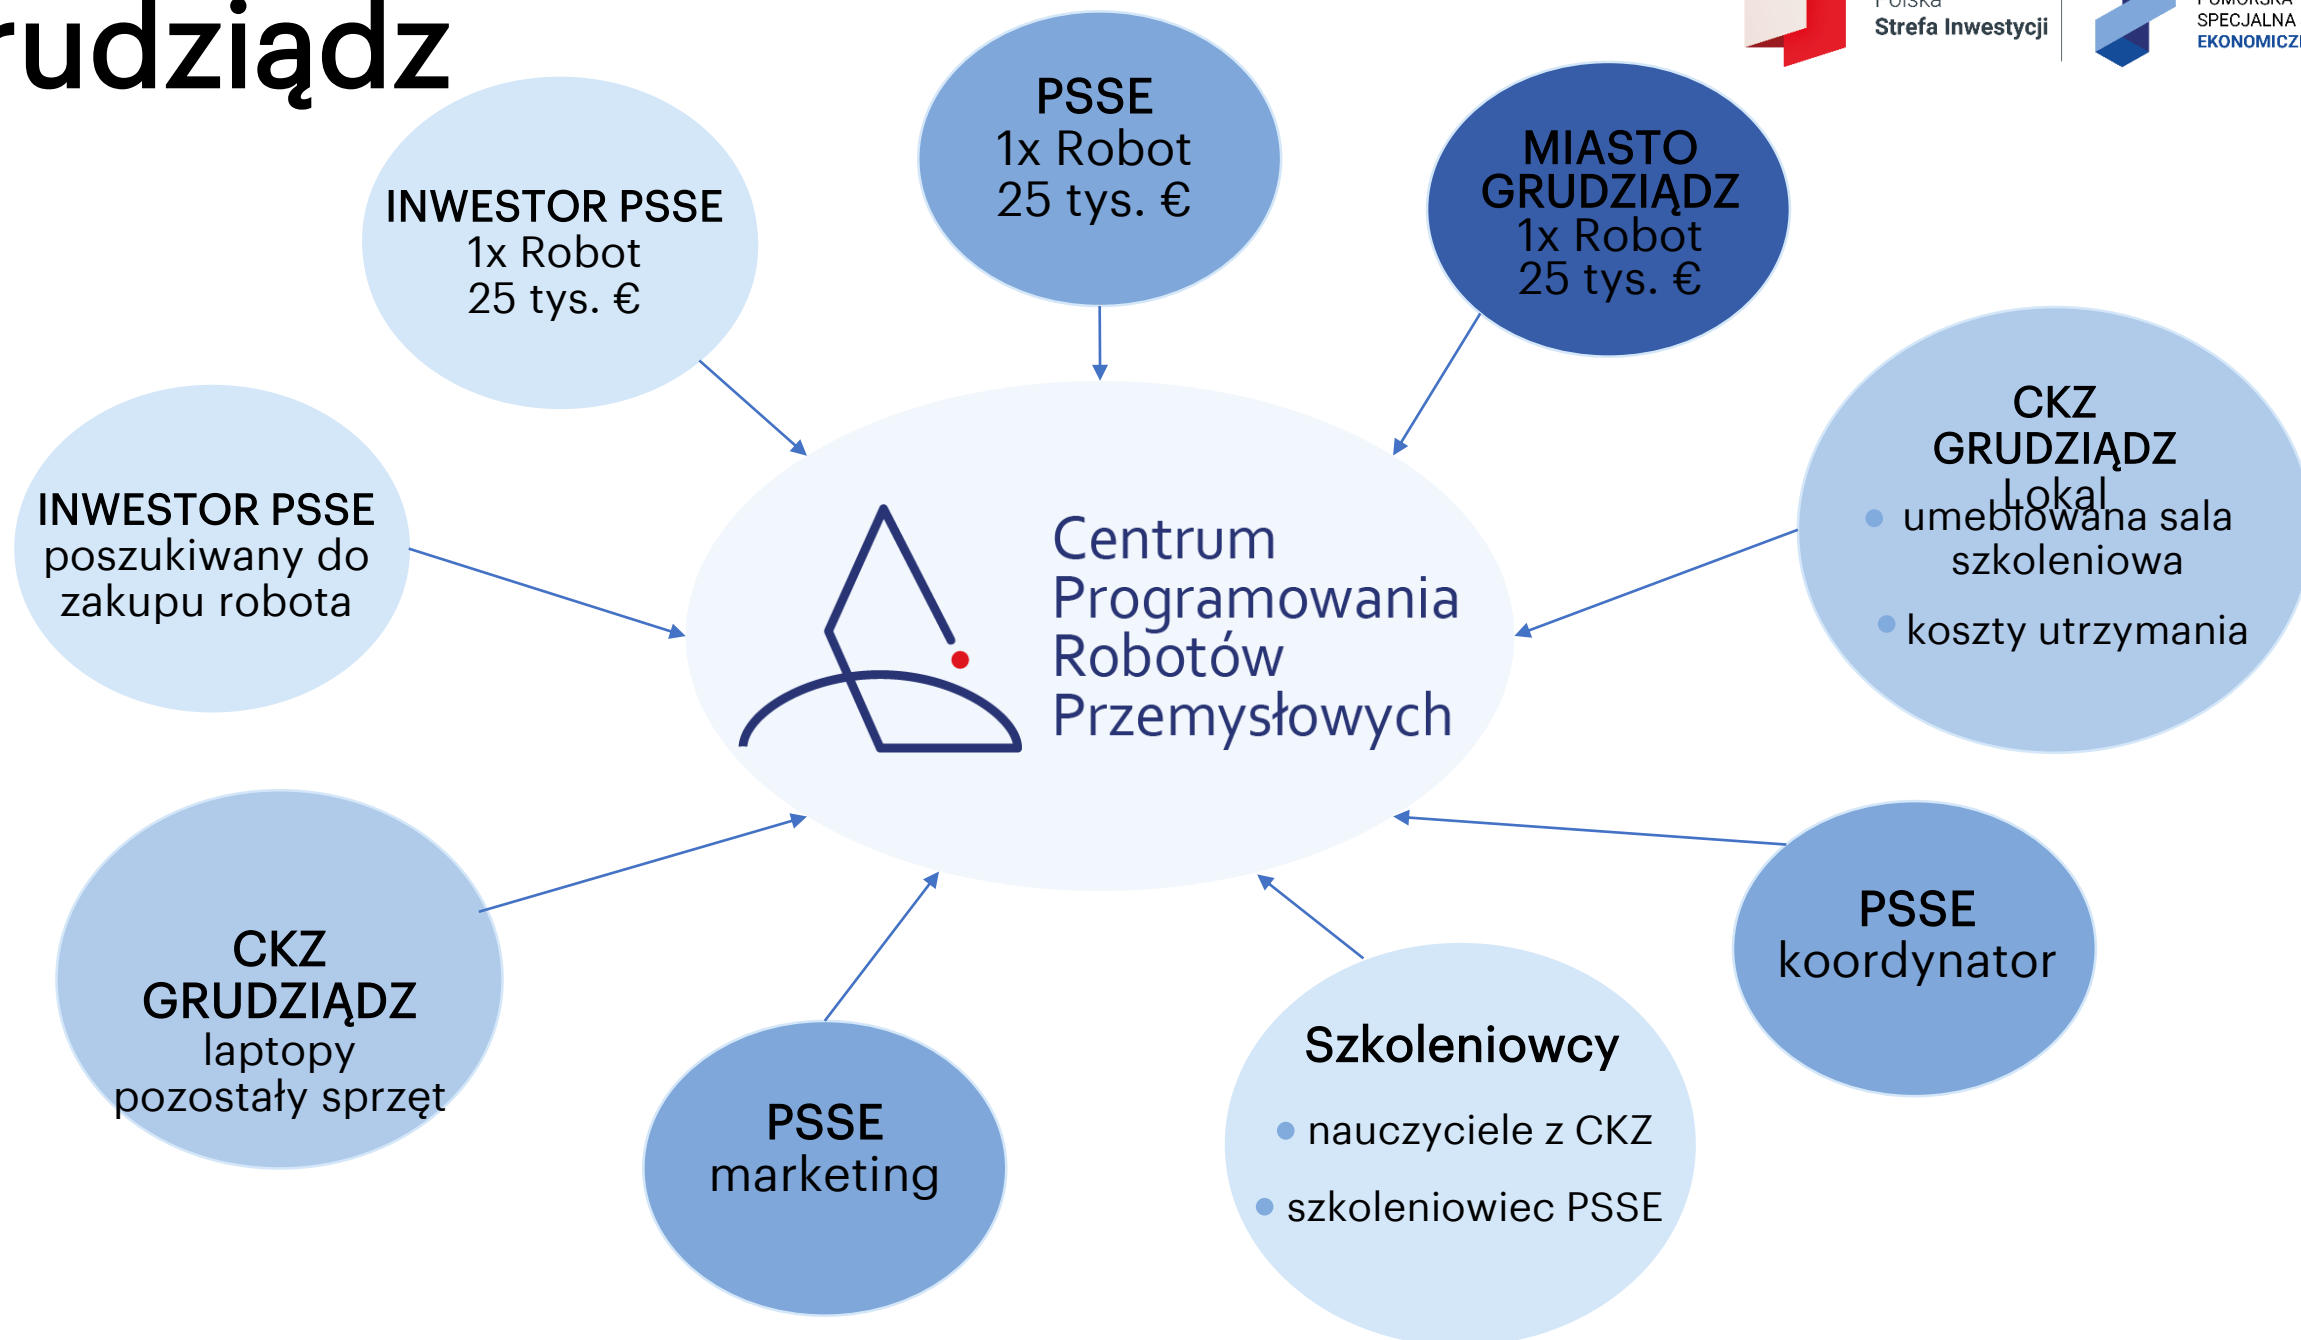 rudziądz
Polska
Strefa Inwestycji
POMORSKA
SPECJALNA
EKONOMICZ
PSSE
1x Robot
25 tys. €
MIASTO
GRUDZIĄDZ
1x Robot
25 tys. €
INWESTOR PSSE
1x Robot
25 tys. €
CKZ
GRUDZIĄDZ
Lokal
umeblowana sala
szkoleniowa
koszty utrzymania
INWESTOR PSSE
poszukiwany do
zakupu robota
Centrum
Programowania
Robotów
Przemysłowych
PSSE
koordynator
CKZ
GRUDZIĄDZ
laptopy
pozostały sprzęt
Szkoleniowcy
nauczyciele z CKZ
szkoleniowiec PSSE
PSSE
marketing